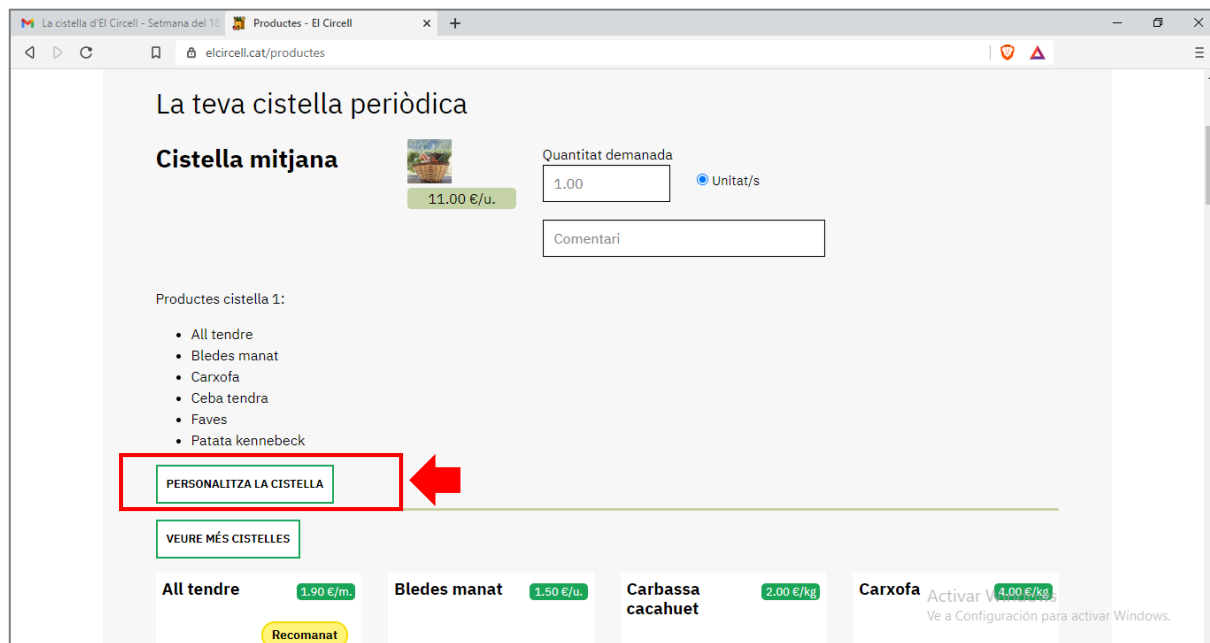 La cistella d'El Circell - Setmana del 18
Productes - El Circell
elcircell.cat/productes
La teva cistella periòdica
Cistella mitjana
11.00 €/u.
Quantitat demanada
1.00
Unitat/s
Comentari
Productes cistella 1:
All tendre
Bledes manat
Carxofa
Ceba tendra
Faves
Patata kennebeck
PERSONALITZA LA CISTELLA
VEURE MÉS CISTELLES
All tendre
1.90 €/m.
Recomanat
Bledes manat
1.50 €/u.
Carbassa
cacahuet
2.00 €/kg
Carxofa
4.00 €/kg
Activar Windows
Ve a Configuración para activar Windows.